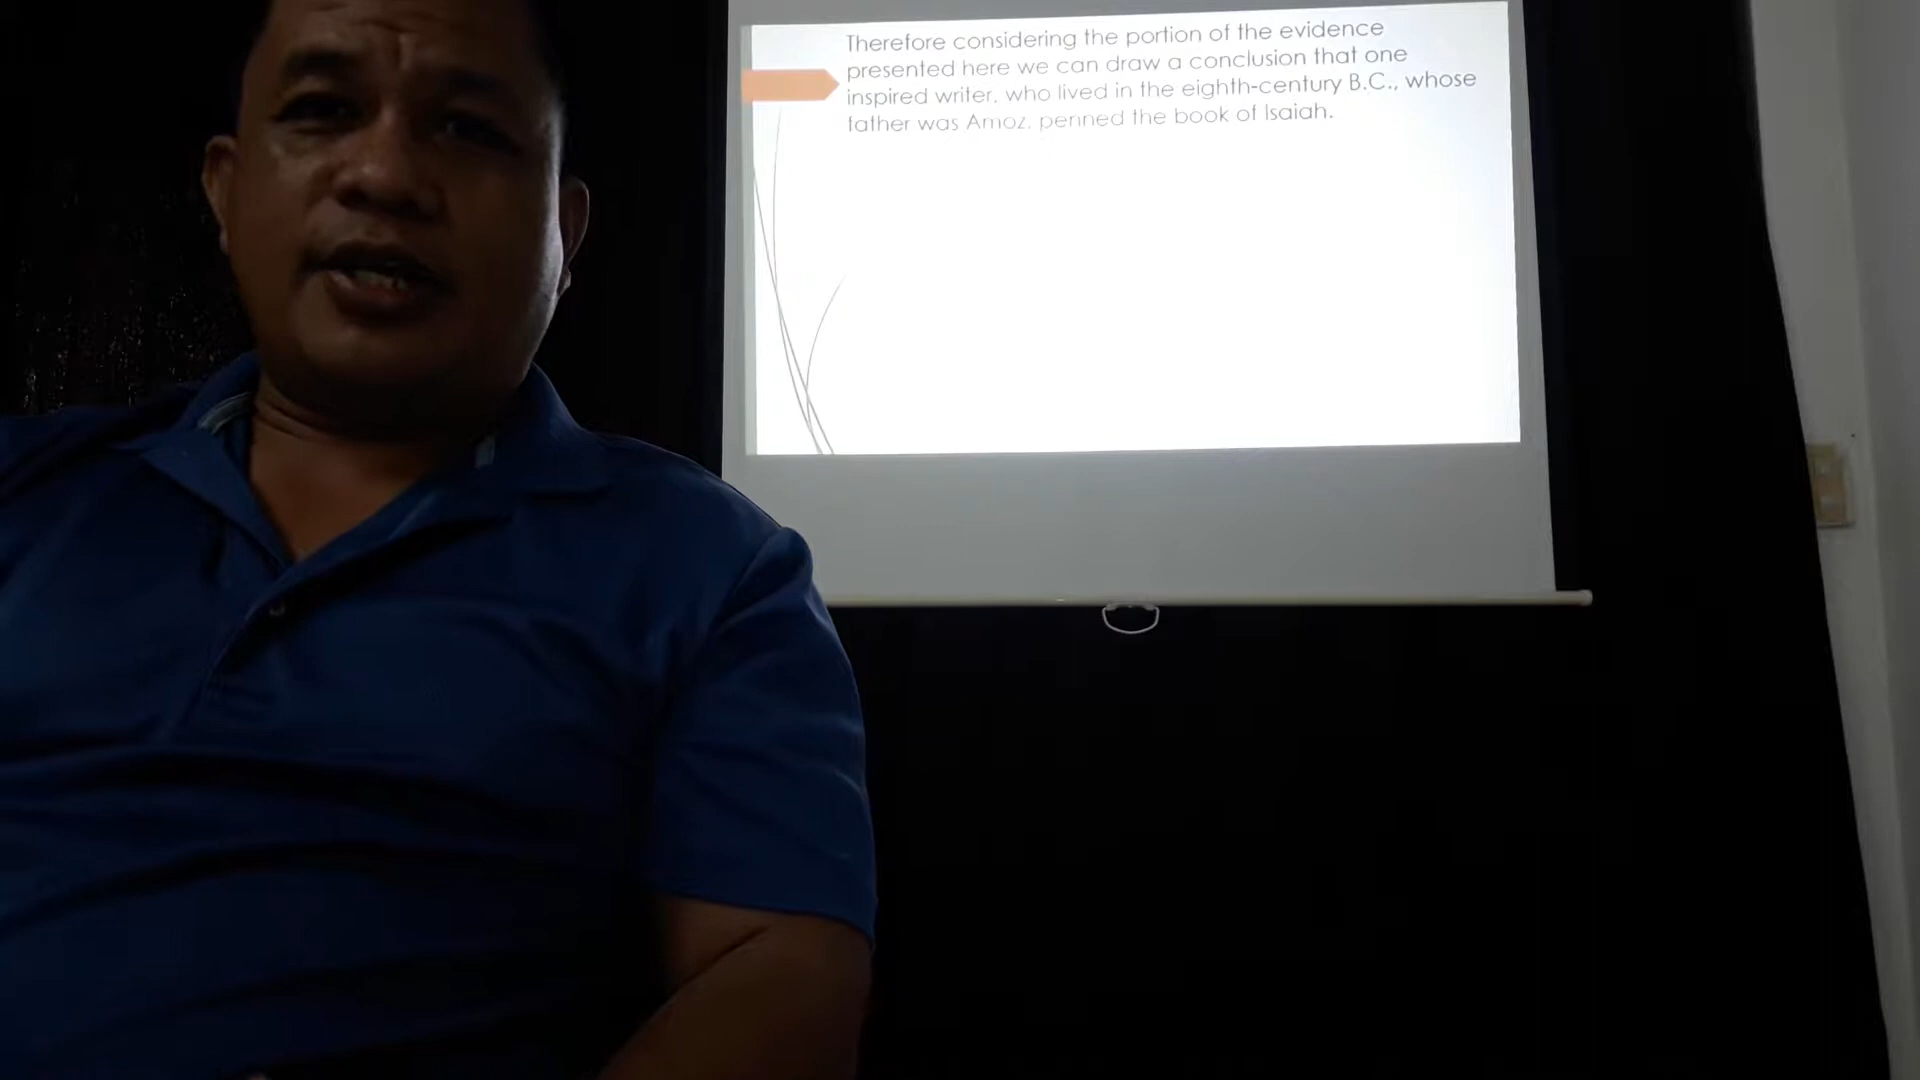 Therefore considering the portion of the evidence
presented here we can draw a conclusion that one
inspired writer, who lived in the eighth-century B.C., whose
father was Amoz, penned the book of Isaiah.